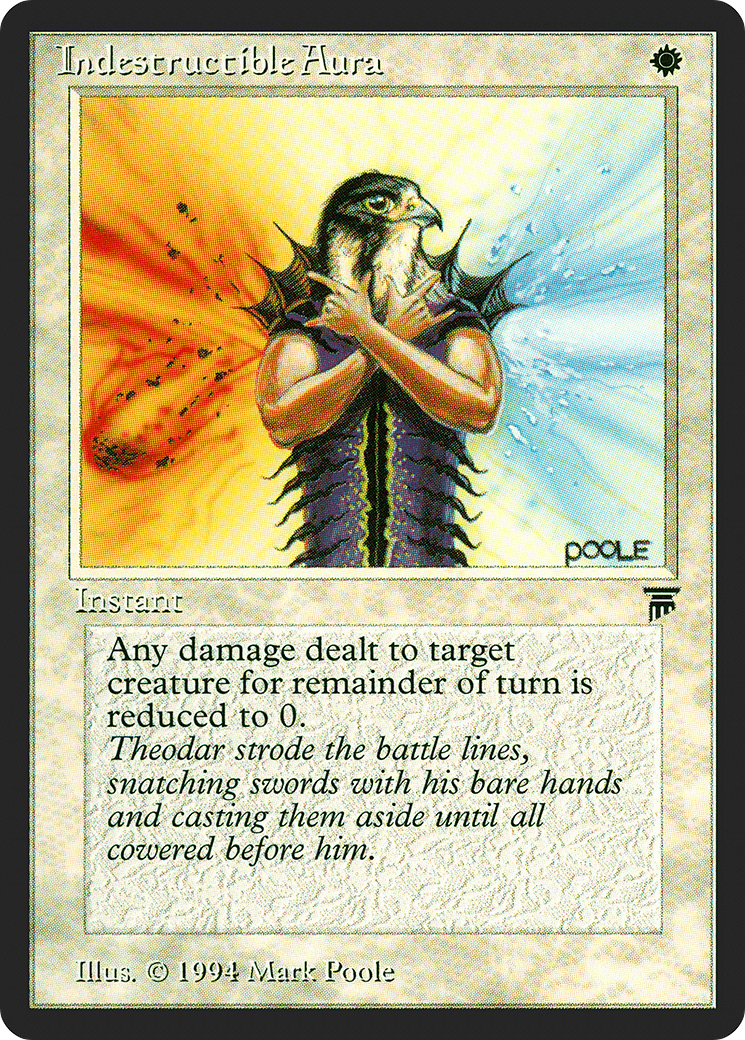 Indestructible Aura
POOLE
Instant
Any damage dealt to target
creature for remainder of turn is
reduced to 0.
Theodar strode the battle lines,
snatching swords with his bare hands
and casting them aside until all
cowered before him.
Illus. © 1994 Mark Poole